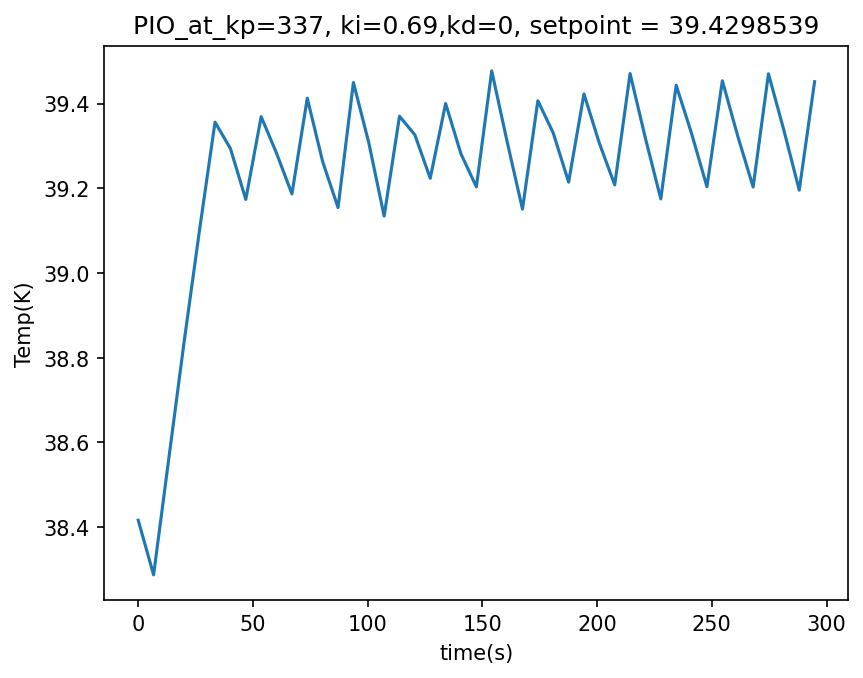 PIO_at_kp=337, ki=0.69,kd=0, setpoint = 39.4298539
39.4
39.2
39.0
38.8
38.6
38.4
Temp(K)
0 50 100 150 200 250 300
time(s)